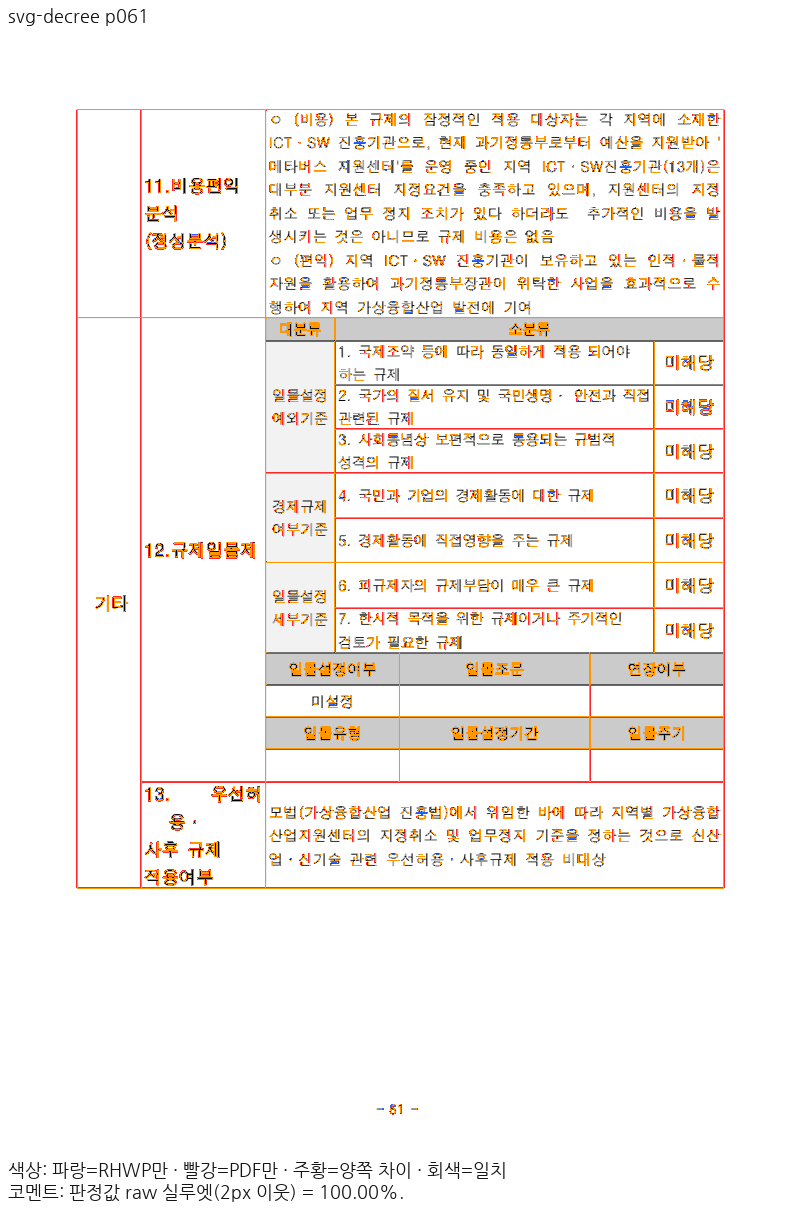 svg-decree p061
ㅇ (비용) 본 규제의 잠정적인 적용 대상자는 각 지역에 소재한
ICT·SW 진흥기관으로, 현재 과기정통부로부터 예산을 지원받아 '
메타버스 지원센터'를 운영 중인 지역 ICT·SW진흥기관(13개)은
대부분 지원센터 지정요건을 충족하고 있으며, 지원센터의 지정
취소 또는 업무 정지 조치가 있다 하더라도 추가적인 비용을 발
생시키는 것은 아니므로 규제 비용은 없음
ㅇ (편익) 지역 ICT·SW 진흥기관이 보유하고 있는 인적·물적
자원을 활용하여 과기정통부장관이 위탁한 사업을 효과적으로 수
행하여 지역 가상융합산업 발전에 기여
11.비용편익
분석
(정성분석)
기타
12.규제일몰제
대분류 소분류
일몰설정
예외기준
1. 국제조약 등에 따라 동일하게 적용 되어야
하는 규제
미해당
2. 국가의 질서 유지 및 국민생명· 안전과 직접
관련된 규제
미해당
3. 사회통념상 보편적으로 통용되는 규범적
성격의 규제
미해당
경제규제
여부기준
4. 국민과 기업의 경제활동에 대한 규제
미해당
5. 경제활동에 직접영향을 주는 규제
미해당
일몰설정
세부기준
6. 피규제자의 규제부담이 매우 큰 규제
미해당
7. 한시적 목적을 위한 규제이거나 주기적인
검토가 필요한 규제
미해당
일몰설정여부 일몰조문 연장여부
미설정
일몰유형 일몰설정기간 일몰주기
13. 우선허
용·
사후 규제
적용여부
모법(가상융합산업 진흥법)에서 위임한 바에 따라 지역별 가상융합
산업지원센터의 지정취소 및 업무정지 기준을 정하는 것으로 신산
업·신기술 관련 우선허용·사후규제 적용 비대상
- 61 -
색상: 파랑=RHWP만 · 빨강=PDF만 · 주황=양쪽 차이 · 회색=일치
코멘트: 판정값 raw 실루엣(2px 이웃) = 100.00%.